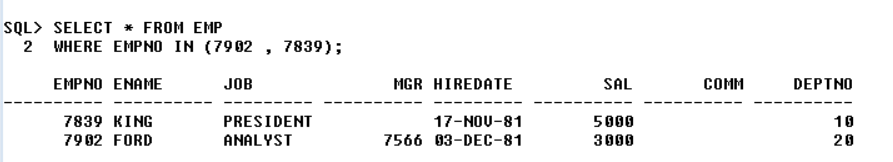 SQL> SELECT * FROM EMP
2 WHERE EMPNO IN (7902 , 7839);
EMPNO ENAME JOB MGR HIREDATE SAL COMM DEPTNO
---------- ---------- --------- ---------- --------- ---------- ---------- ----------
7839 KING PRESIDENT 17-NOV-81 5000 10
7902 FORD ANALYST 7566 03-DEC-81 3000 20